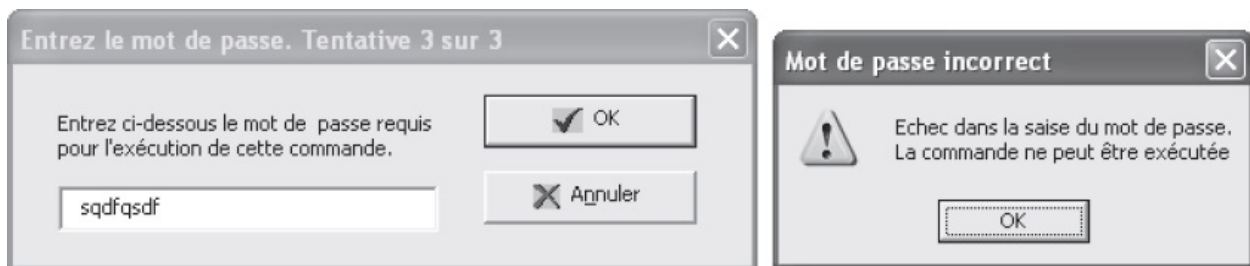 Entrez le mot de passe. Tentative 3 sur 3
Entrez ci-dessous le mot de passe requis
pour l'exécution de cette commande.
sqdfqsdf
OK
Annuler
Mot de passe incorrect
Echec dans la saise du mot de passe.
La commande ne peut être exécutée
OK